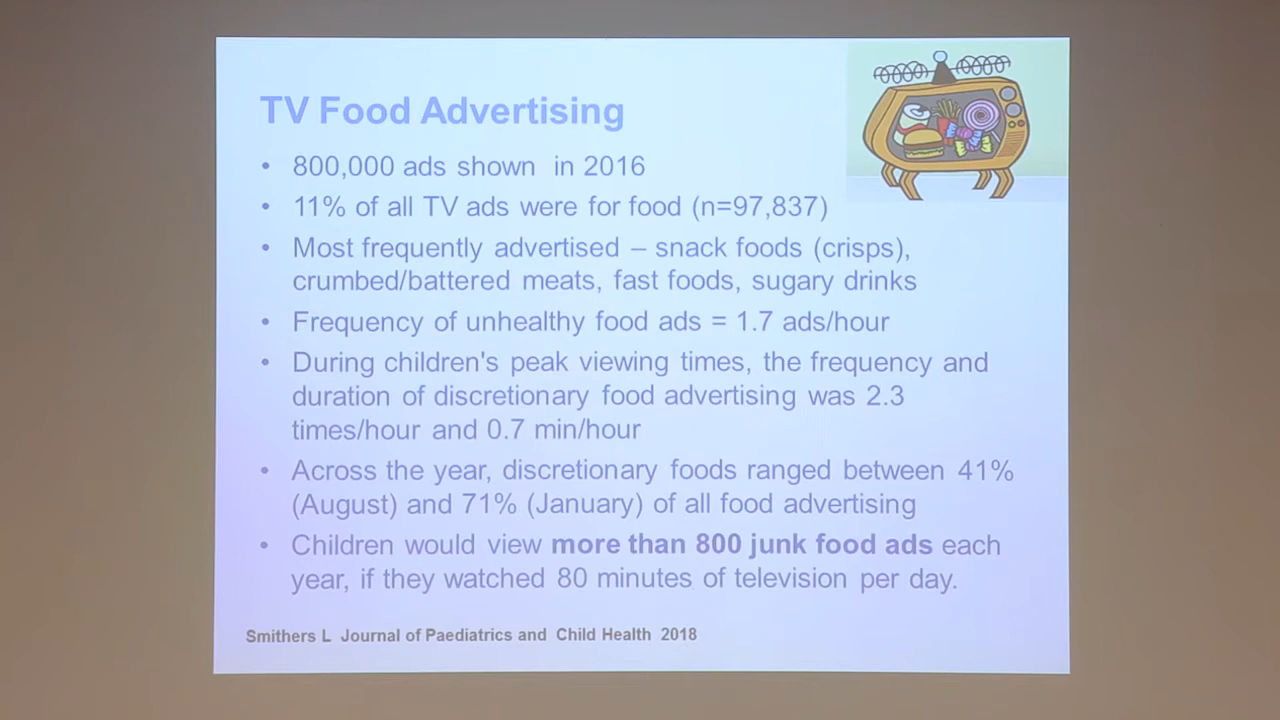 TV Food Advertising
• 800,000 ads shown in 2016
• 11% of all TV ads were for food (n=97,837)
• Most frequently advertised – snack foods (crisps),
crumbed/battered meats, fast foods, sugary drinks
• Frequency of unhealthy food ads = 1.7 ads/hour
• During children's peak viewing times, the frequency and
duration of discretionary food advertising was 2.3
times/hour and 0.7 min/hour
• Across the year, discretionary foods ranged between 41%
(August) and 71% (January) of all food advertising
• Children would view more than 800 junk food ads each
year, if they watched 80 minutes of television per day.
Smithers L Journal of Paediatrics and Child Health 2018